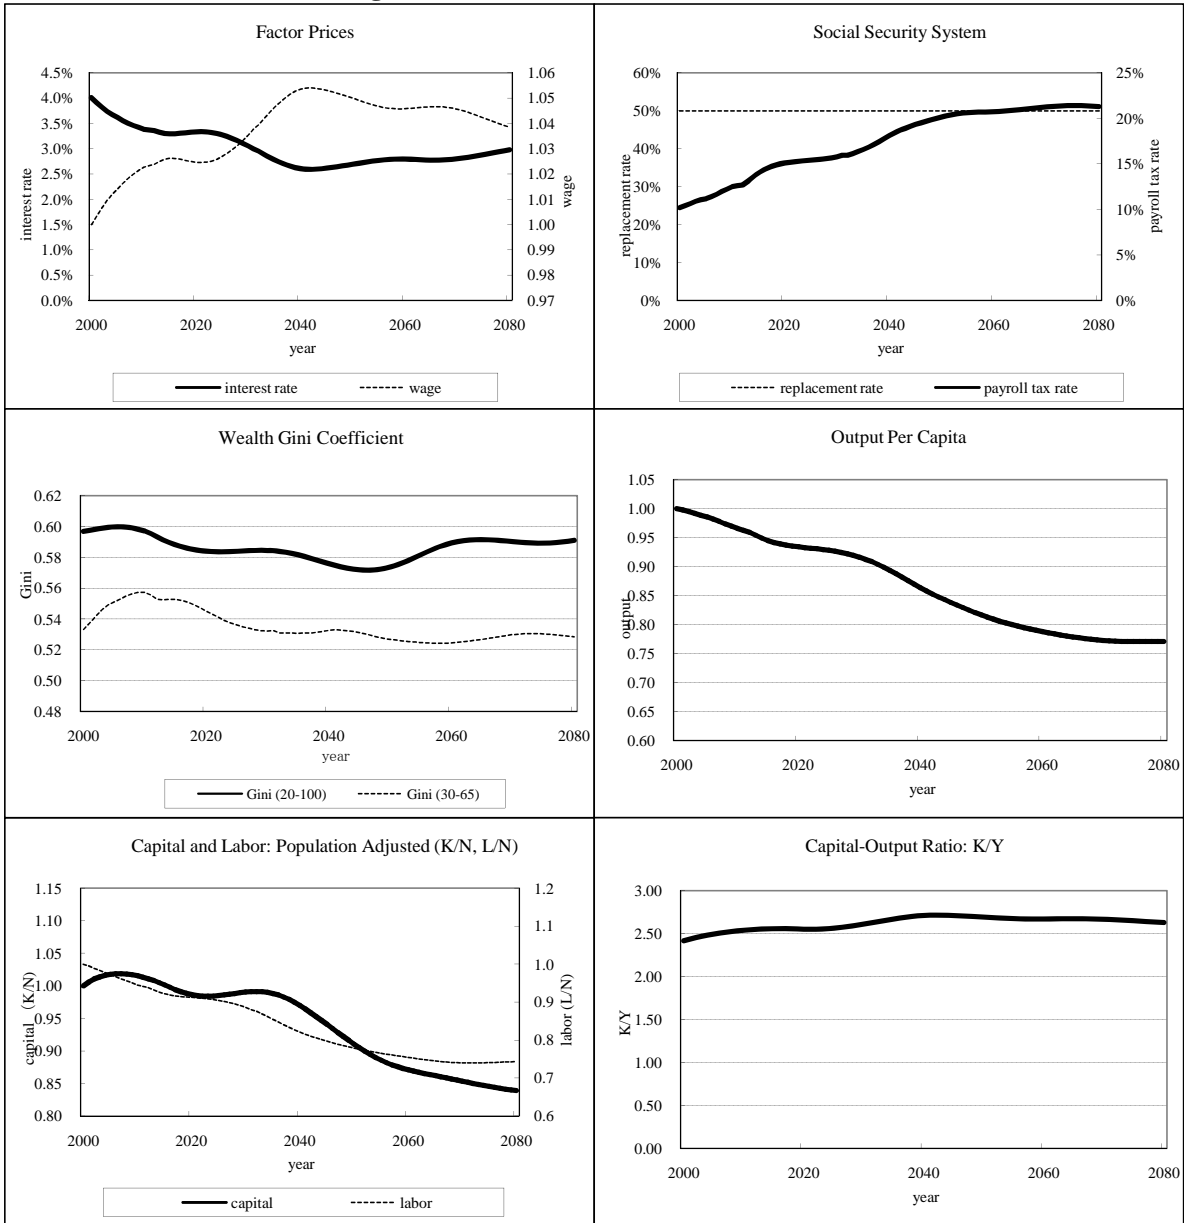 Factor Prices
4.5%
4.0%
3.5%
3.0%
2.5%
2.0%
1.5%
1.0%
0.5%
0.0%
interest rate
1.06
1.05
1.04
1.03
1.02
1.01
1.00
0.99
0.98
0.97
wage
2000 2020 2040 2060 2080
year
interest rate wage
Social Security System
60%
50%
40%
30%
20%
10%
0%
replacement rate
25%
20%
15%
10%
5%
0%
payroll tax rate
2000 2020 2040 2060 2080
year
replacement rate payroll tax rate
Wealth Gini Coefficient
0.62
0.60
0.58
0.56
0.54
0.52
0.50
0.48
Gini
2000 2020 2040 2060 2080
year
Gini (20-100) Gini (30-65)
Output Per Capita
1.05
1.00
0.95
0.90
0.85
0.80
0.75
0.70
0.65
0.60
output
2000 2020 2040 2060 2080
year
Capital and Labor: Population Adjusted (K/N, L/N)
1.15
1.10
1.05
1.00
0.95
0.90
0.85
0.80
capital (K/N)
1.2
1.1
1.0
0.9
0.8
0.7
0.6
labor (L/N)
2000 2020 2040 2060 2080
year
capital labor
Capital-Output Ratio: K/Y
3.00
2.50
2.00
1.50
1.00
0.50
0.00
K/Y
2000 2020 2040 2060 2080
year